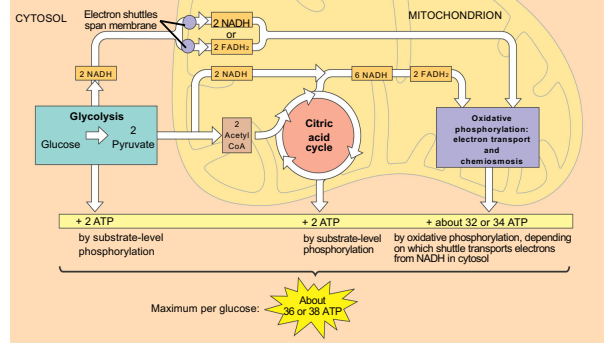 CYTOSOL
Electron shuttles
span membrane
MITOCHONDRION
2 NADH
or
2 FADH₂
2 NADH
2 NADH
6 NADH
2 FADH₂
Glycolysis
Glucose
2
Pyruvate
2
Acetyl
CoA
Citric
acid
cycle
Oxidative
phosphorylation:
electron transport
and
chemiosmosis
+ 2 ATP
+ 2 ATP
+ about 32 or 34 ATP
by substrate-level
phosphorylation
by substrate-level
phosphorylation
by oxidative phosphorylation, depending
on which shuttle transports electrons
from NADH in cytosol
Maximum per glucose:
About
36 or 38 ATP